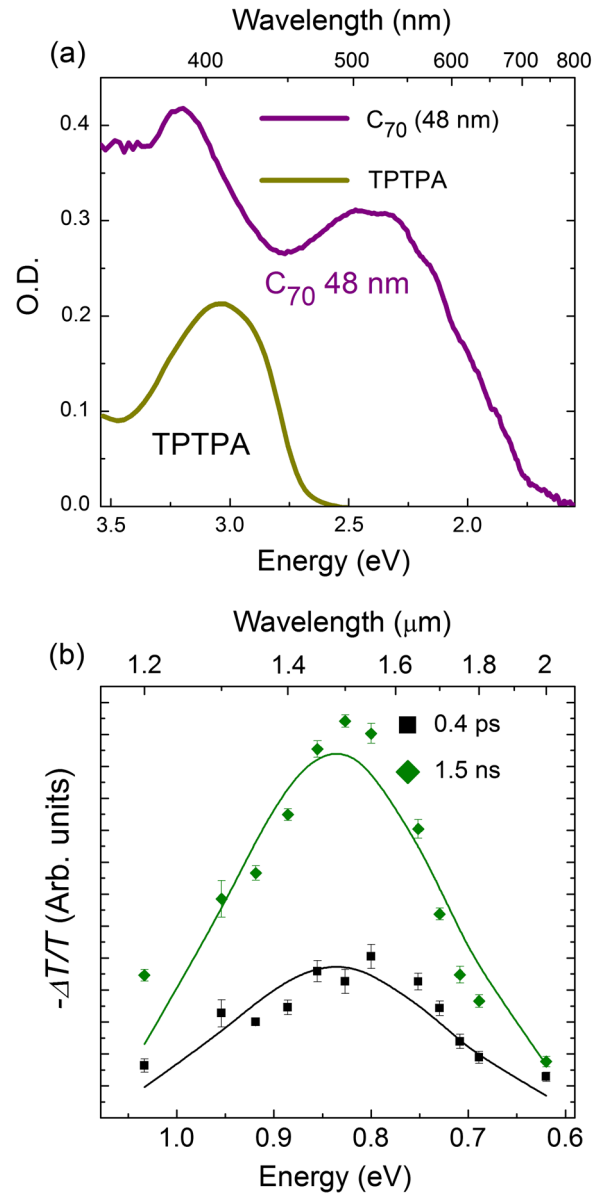 Wavelength (nm)
(a)
400 500 600 700 800
0.4
0.3
0.2
0.1
0.0
O.D.
C70 (48 nm)
TPTPA
C70 48 nm
TPTPA
3.5 3.0 2.5 2.0
Energy (eV)
Wavelength (μm)
(b)
1.2 1.4 1.6 1.8 2
0.4 ps
1.5 ns
-ΔT/T (Arb. units)
1.0 0.9 0.8 0.7 0.6
Energy (eV)